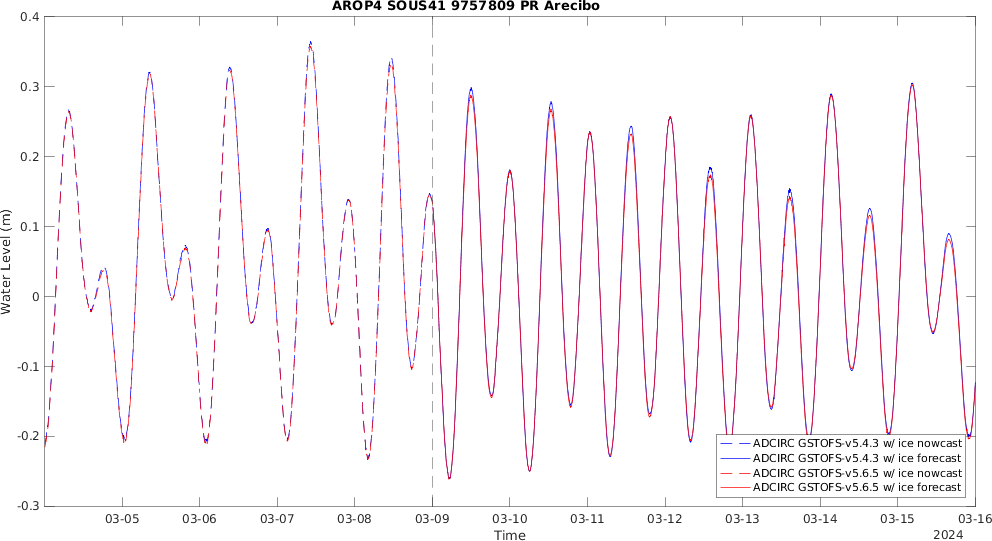 AROP4 SOUS41 9757809 PR Arecibo
0.4
0.3
0.2
0.1
0
-0.1
-0.2
-0.3
Water Level (m)
ADCIRC GSTOFS-v5.4.3 w/ ice nowcast
ADCIRC GSTOFS-v5.4.3 w/ ice forecast
ADCIRC GSTOFS-v5.6.5 w/ ice nowcast
ADCIRC GSTOFS-v5.6.5 w/ ice forecast
03-05 03-06 03-07 03-08 03-09 03-10 03-11 03-12 03-13 03-14 03-15 03-16
Time
2024